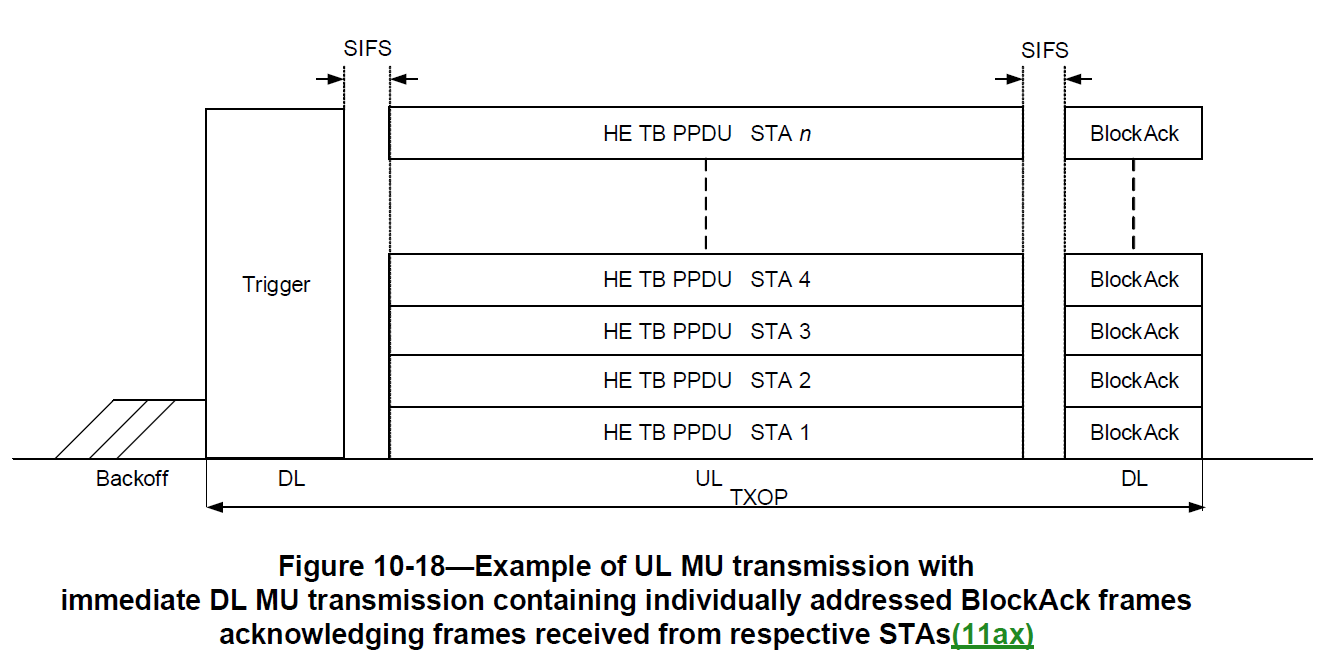 SIFS SIFS
HE TB PPDU STA n BlockAck
Trigger
HE TB PPDU STA 4 BlockAck
HE TB PPDU STA 3 BlockAck
HE TB PPDU STA 2 BlockAck
HE TB PPDU STA 1 BlockAck
Backoff DL UL DL
TXOP
Figure 10-18—Example of UL MU transmission with
immediate DL MU transmission containing individually addressed BlockAck frames
acknowledging frames received from respective STAs(11ax)